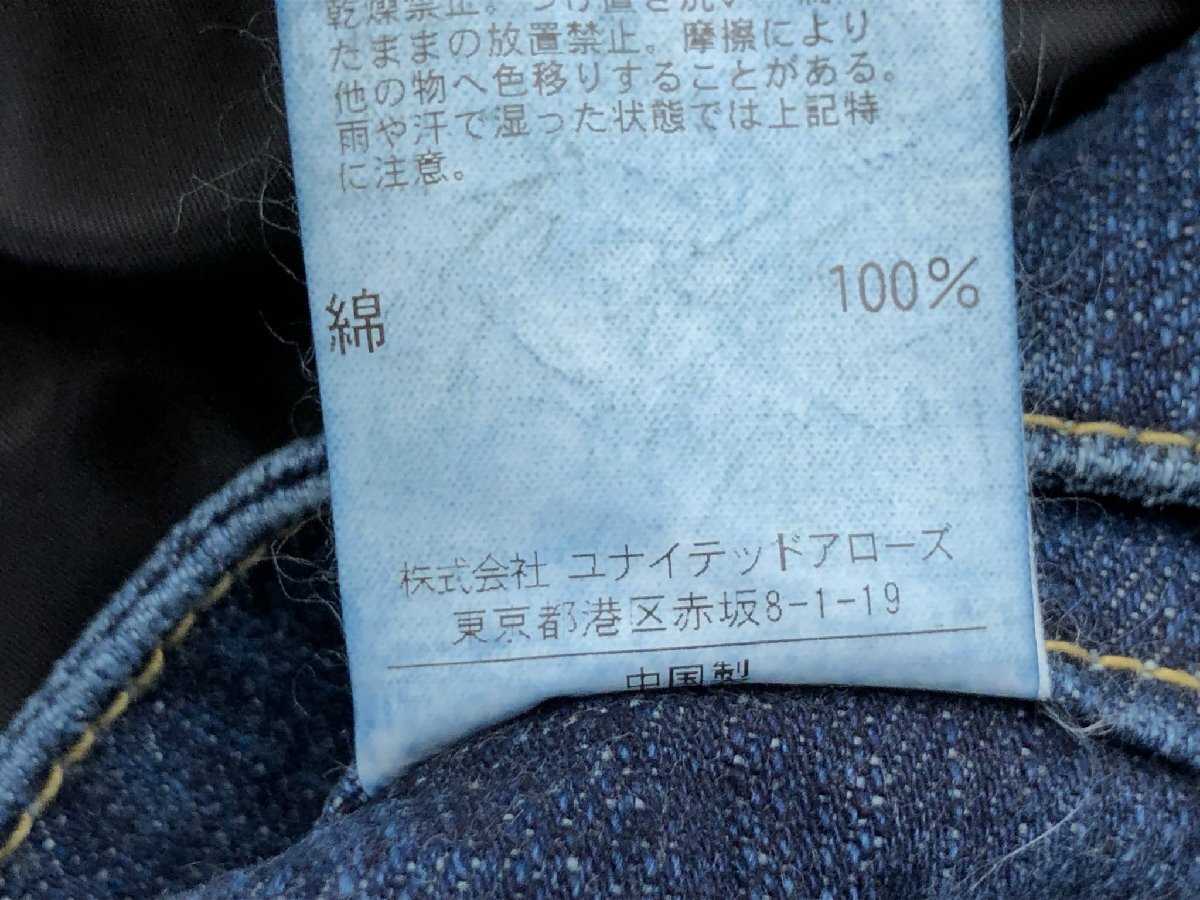 乾燥禁止。つけ置き洗い
たままの放置禁止。摩擦により
他の物へ色移りすることがある。
雨や汗で湿った状態では上記特
に注意。
綿 100%
株式会社 ユナイテッドアローズ
東京都港区赤坂8-1-19
中国製